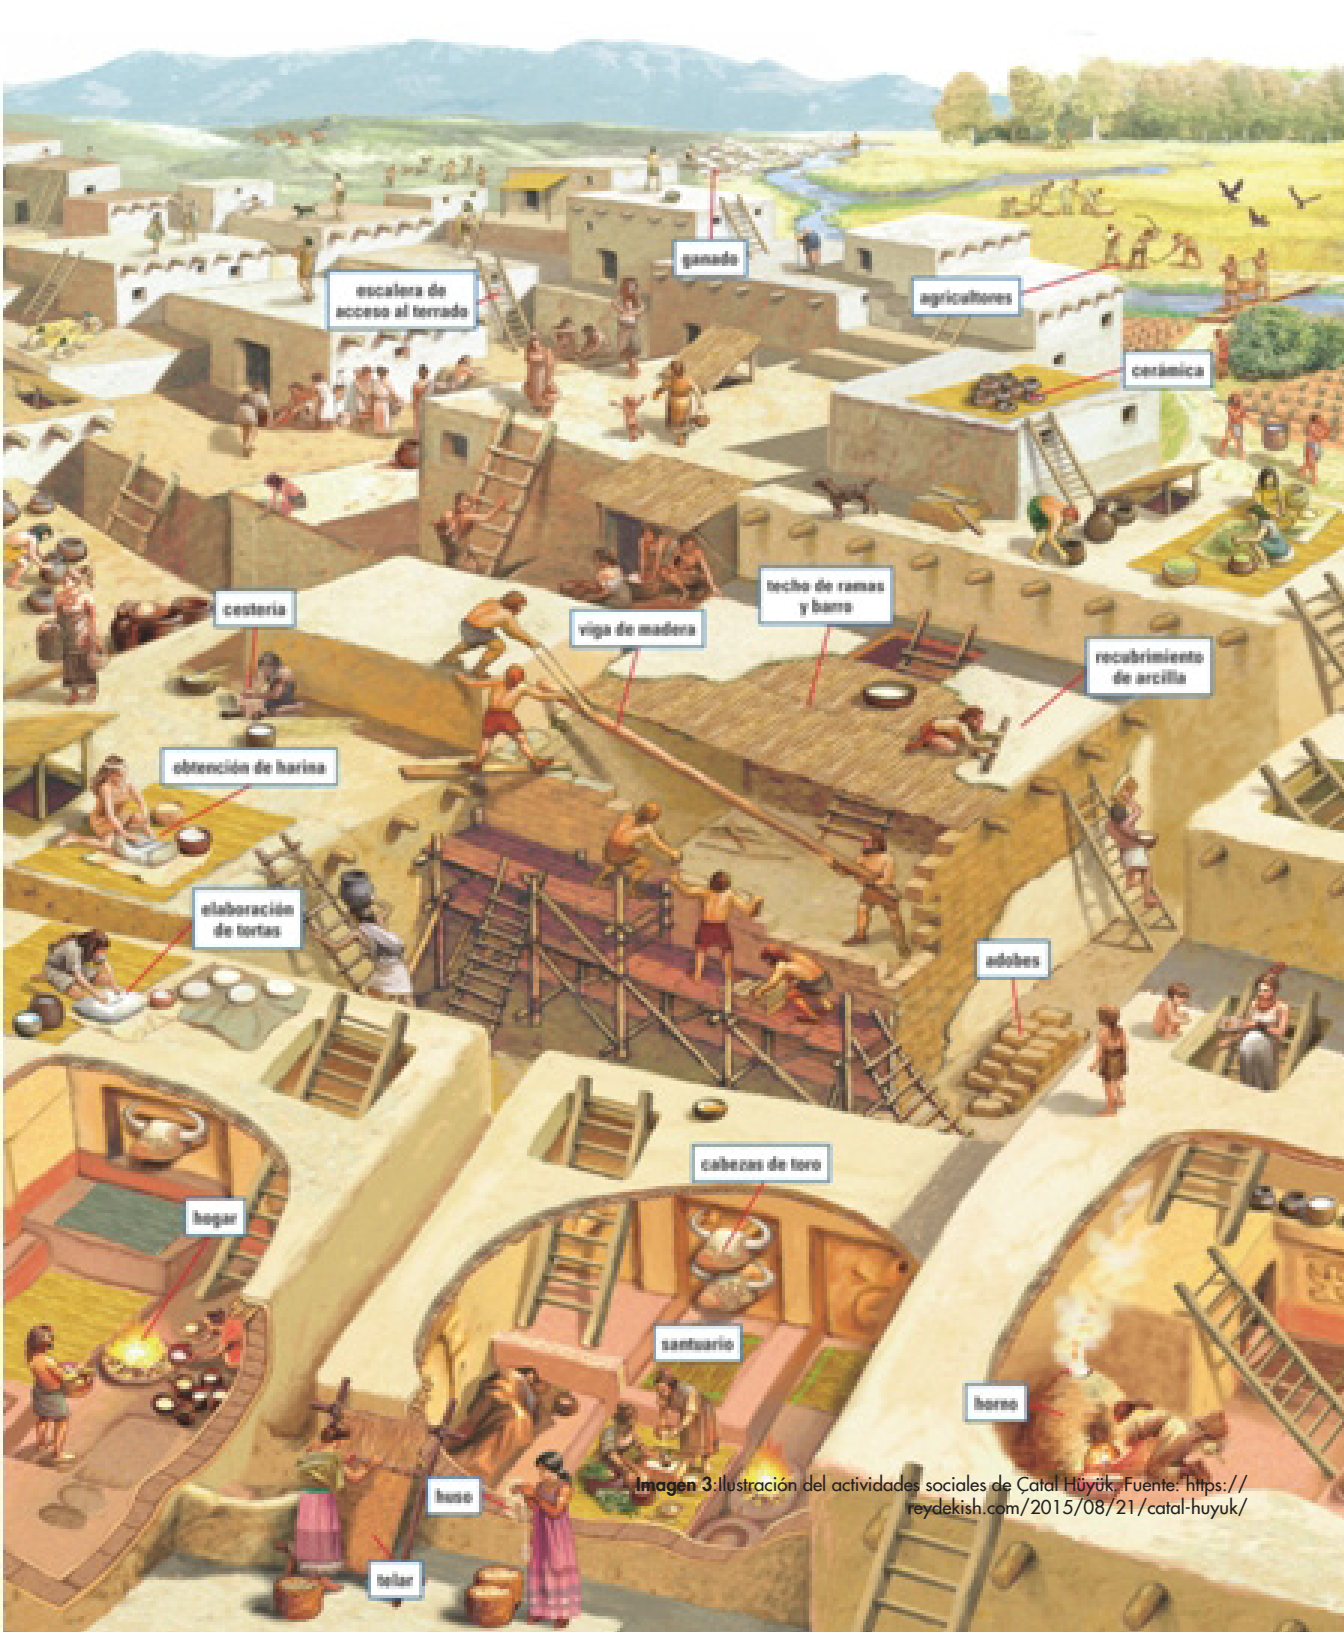 ganado
escalera de
acceso al terrado
agricultores
cerámica
techo de ramas
y barro
cestería
viga de madera
recubrimiento
de arcilla
obtención de harina
elaboración
de tortas
adobes
cabezas de toro
hogar
santuario
horno
Imagen 3:Ilustración del actividades sociales de Çatal Hüyük. Fuente: https://
reydekish.com/2015/08/21/catal-huyuk/
huso
telar